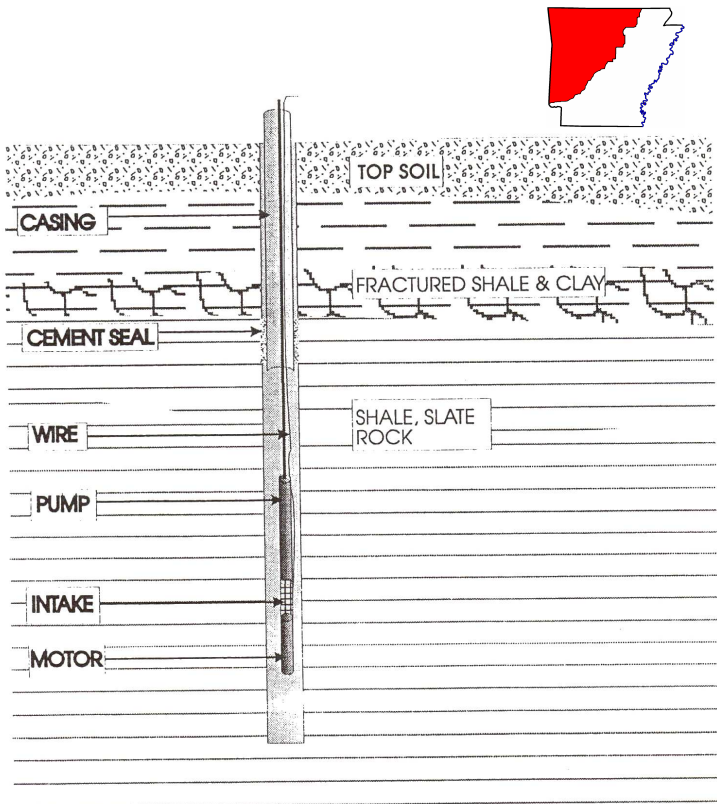 TOP SOIL
CASING
FRACTURED SHALE & CLAY
CEMENT SEAL
SHALE, SLATE
ROCK
WIRE
PUMP
INTAKE
MOTOR